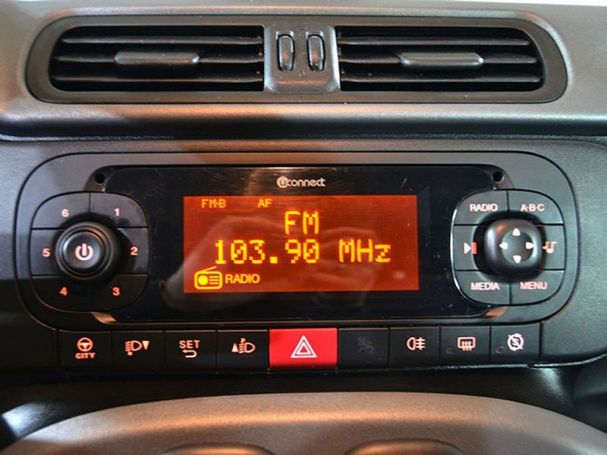 uconnect
FM-B AF
FM
103.90 MHz
RADIO
6 1
5 2
4 3
RADIO A·B·C
MEDIA MENU
CITY
SET